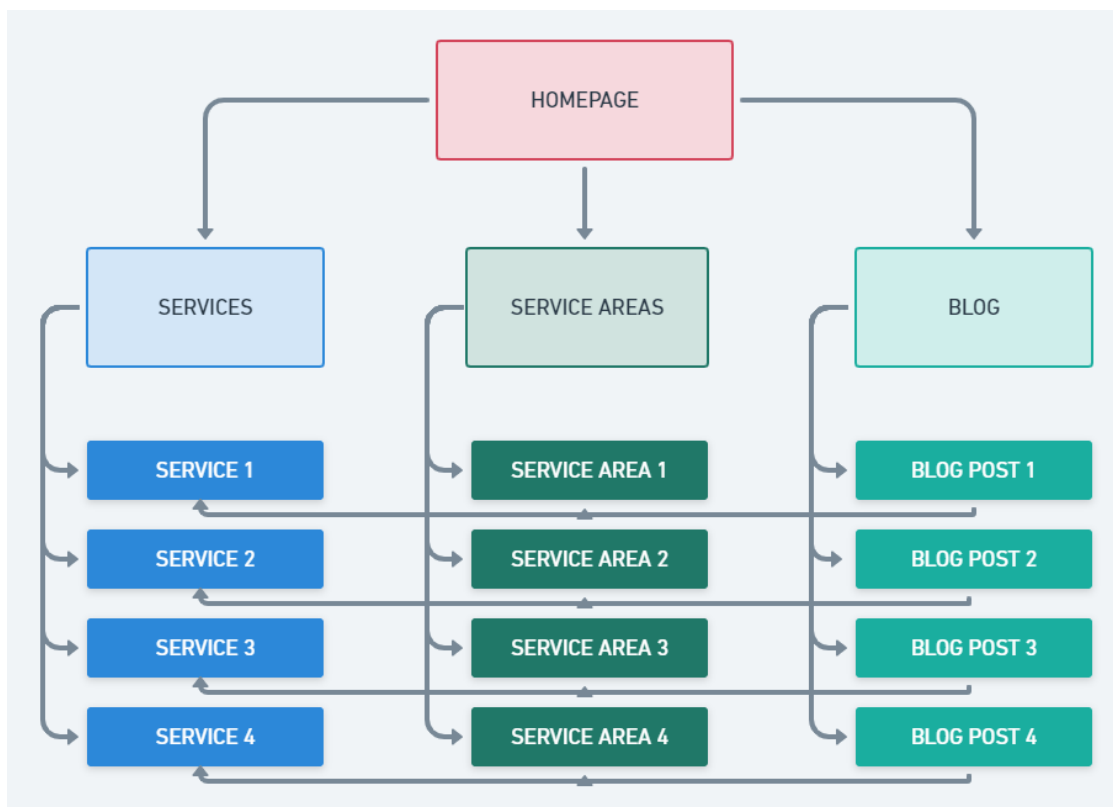 HOMEPAGE
SERVICES
SERVICE AREAS
BLOG
SERVICE 1
SERVICE AREA 1
BLOG POST 1
SERVICE 2
SERVICE AREA 2
BLOG POST 2
SERVICE 3
SERVICE AREA 3
BLOG POST 3
SERVICE 4
SERVICE AREA 4
BLOG POST 4